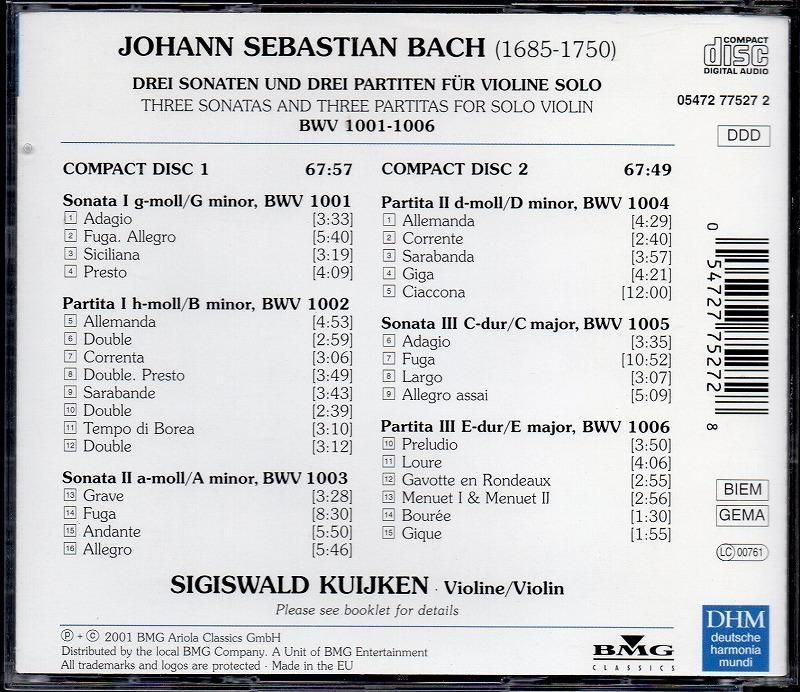 JOHANN SEBASTIAN BACH (1685-1750)
DREI SONATEN UND DREI PARTITEN FÜR VIOLINE SOLO
THREE SONATAS AND THREE PARTITAS FOR SOLO VIOLIN
BWV 1001-1006
COMPACT
disc
DIGITAL AUDIO
05472 77527 2
DDD
COMPACT DISC 1 67:57
Sonata I g-moll/G minor, BWV 1001
1 Adagio [3:33]
2 Fuga. Allegro [5:40]
3 Siciliana [3:19]
4 Presto [4:09]
Partita I h-moll/B minor, BWV 1002
5 Allemanda [4:53]
6 Double [2:59]
7 Correnta [3:06]
8 Double. Presto [3:49]
9 Sarabande [3:43]
10 Double [2:39]
11 Tempo di Borea [3:10]
12 Double [3:12]
Sonata II a-moll/A minor, BWV 1003
13 Grave [3:28]
14 Fuga [8:30]
15 Andante [5:50]
16 Allegro [5:46]
COMPACT DISC 2 67:49
Partita II d-moll/D minor, BWV 1004
1 Allemanda [4:29]
2 Corrente [2:40]
3 Sarabanda [3:57]
4 Giga [4:21]
5 Ciaccona [12:00]
Sonata III C-dur/C major, BWV 1005
6 Adagio [3:35]
7 Fuga [10:52]
8 Largo [3:07]
9 Allegro assai [5:09]
Partita III E-dur/E major, BWV 1006
10 Preludio [3:50]
11 Loure [4:06]
12 Gavotte en Rondeaux [2:55]
13 Menuet I & Menuet II [2:56]
14 Bourée [1:30]
15 Gique [1:55]
0 54727 75272 8
BIEM
GEMA
LC 00761
SIGISWALD KUIJKEN · Violine/Violin
Please see booklet for details
℗ + © 2001 BMG Ariola Classics GmbH
Distributed by the local BMG Company. A Unit of BMG Entertainment
All trademarks and logos are protected · Made in the EU
BMG
CLASSICS
DHM
deutsche
harmonia
mundi